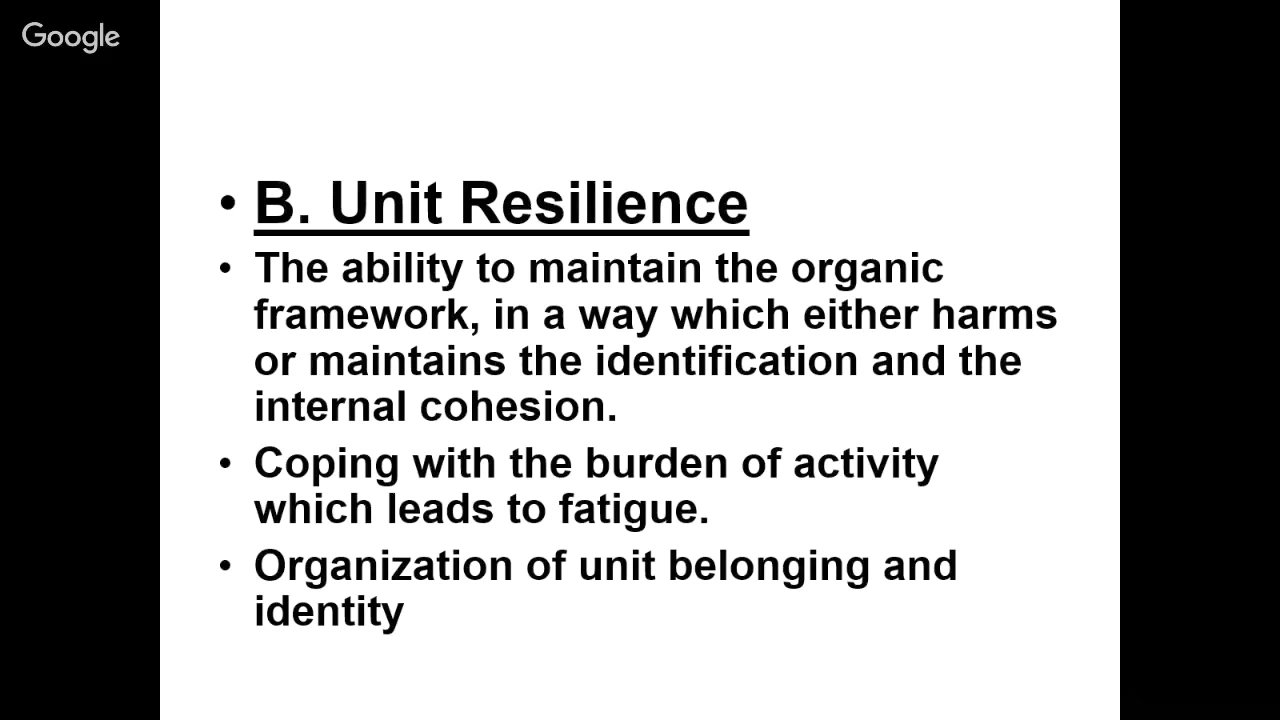 Google
• B. Unit Resilience
• The ability to maintain the organic
framework, in a way which either harms
or maintains the identification and the
internal cohesion.
• Coping with the burden of activity
which leads to fatigue.
• Organization of unit belonging and
identity